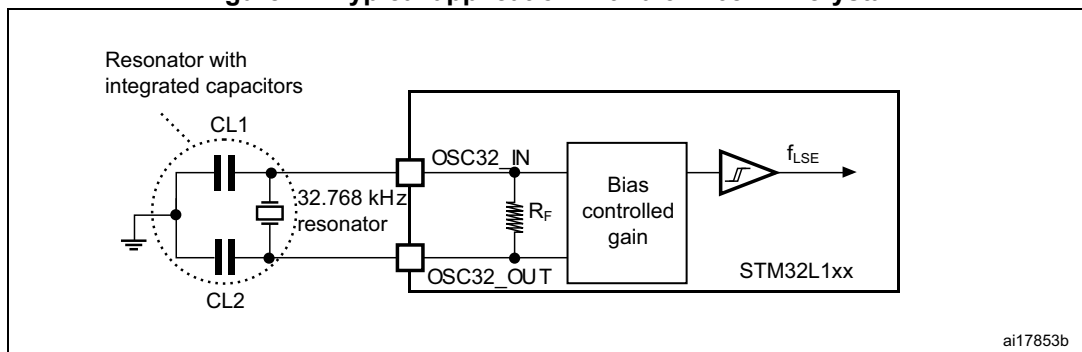 Resonator with
integrated capacitors
CL1
OSC32_IN
fLSE
32.768 kHz
resonator
RF
Bias
controlled
gain
OSC32_OUT
STM32L1xx
CL2
ai17853b